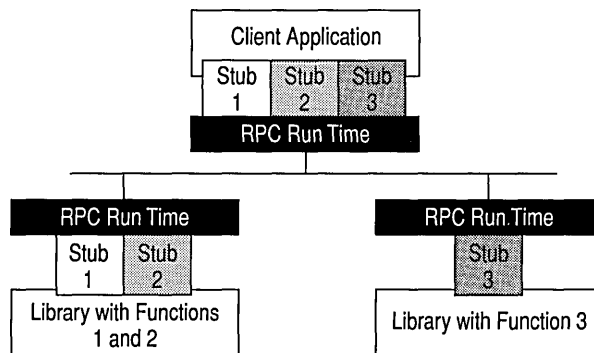 Client Application
Stub 1
Stub 2
Stub 3
RPC Run Time
RPC Run Time
RPC Run.Time
Stub 1
Stub 2
Stub 3
Library with Functions
1 and 2
Library with Function 3